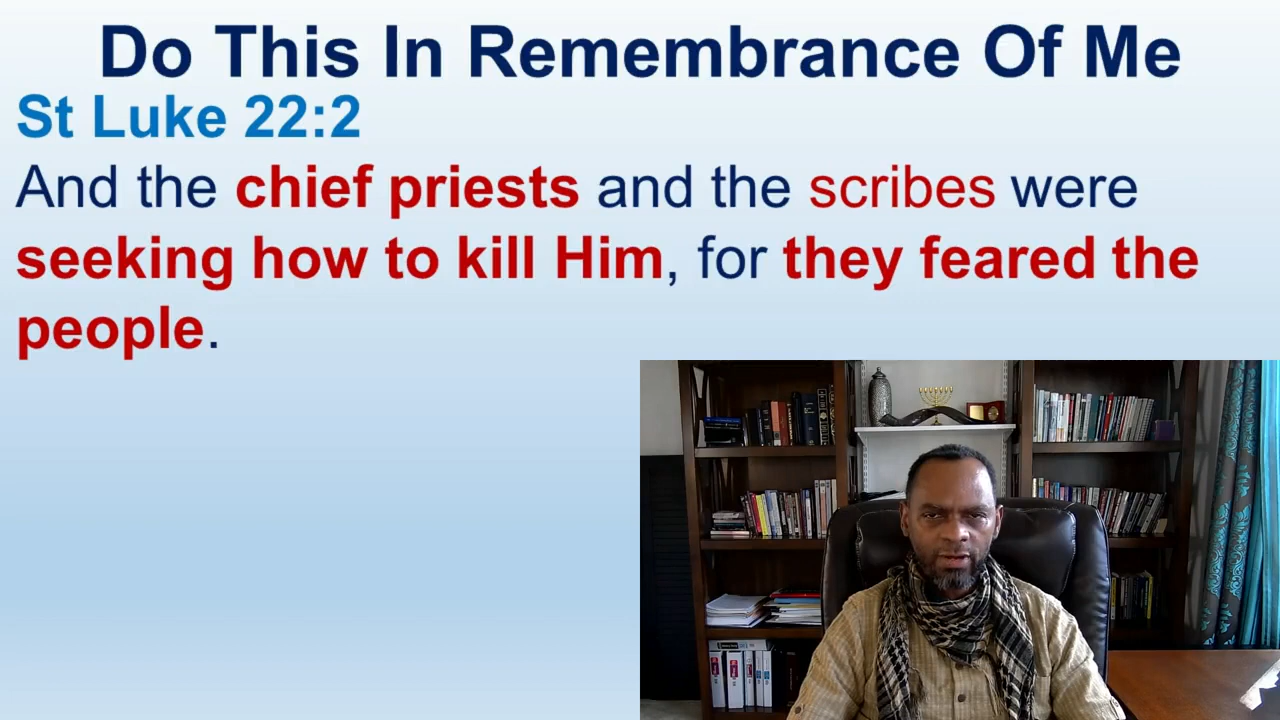 Do This In Remembrance Of Me
St Luke 22:2
And the chief priests and the scribes were
seeking how to kill Him, for they feared the
people.